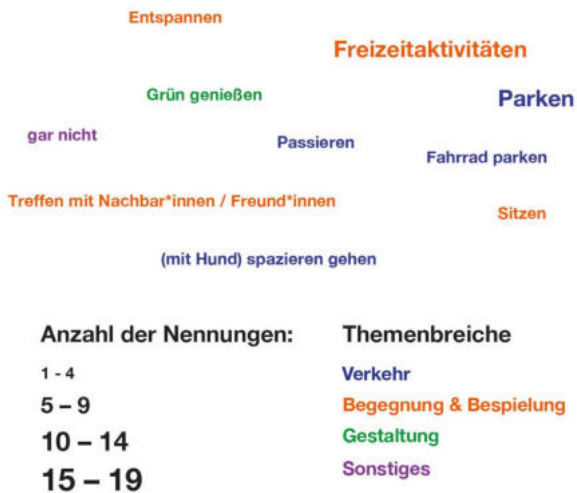 Entspannen
Freizeitaktivitäten
Grün genießen
Parken
gar nicht
Passieren
Fahrrad parken
Treffen mit Nachbar*innen / Freund*innen
Sitzen
(mit Hund) spazieren gehen
Anzahl der Nennungen:
1 - 4
5 – 9
10 – 14
15 – 19
Themenbreiche
Verkehr
Begegnung & Bespielung
Gestaltung
Sonstiges